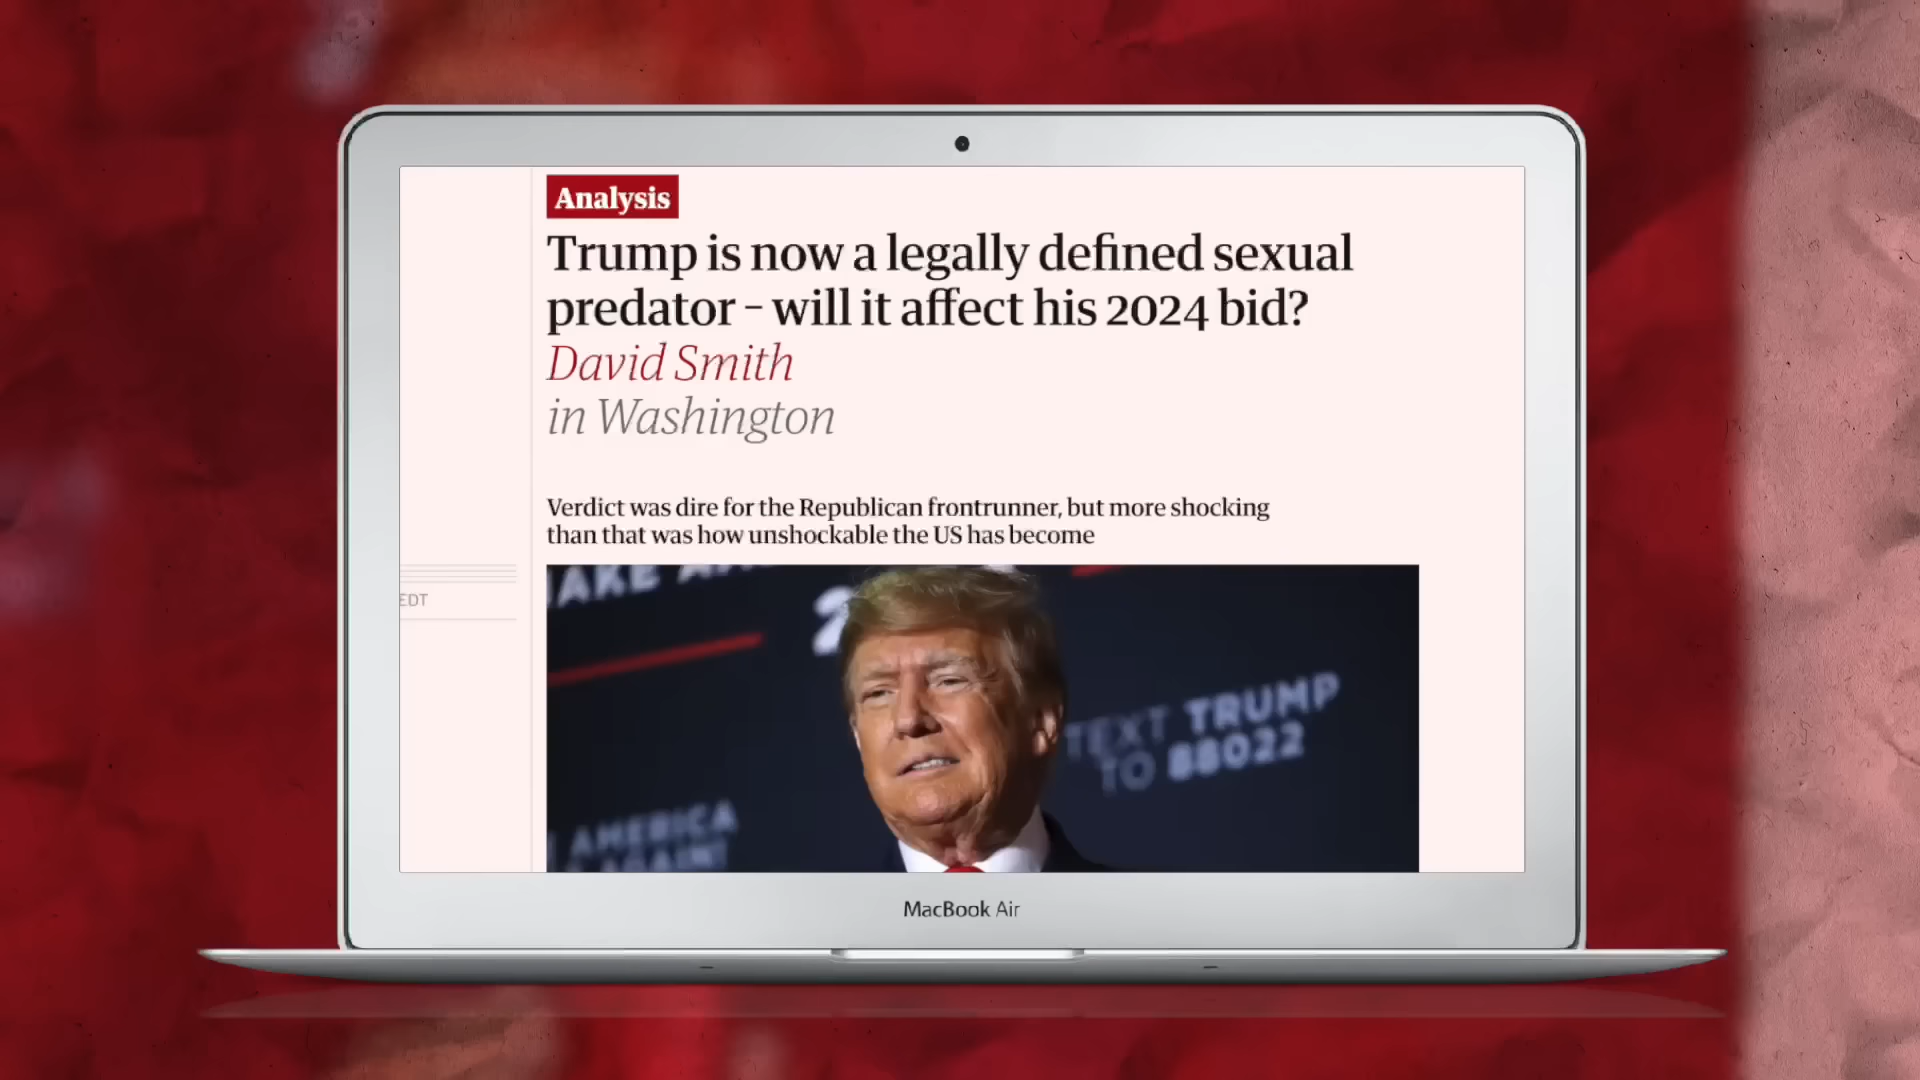 Analysis
Trump is now a legally defined sexual
predator – will it affect his 2024 bid?
David Smith
in Washington
Verdict was dire for the Republican frontrunner, but more shocking
than that was how unshockable the US has become
EDT
TEXT TRUMP
TO 88022
AMERICA
AGAIN!
MacBook Air